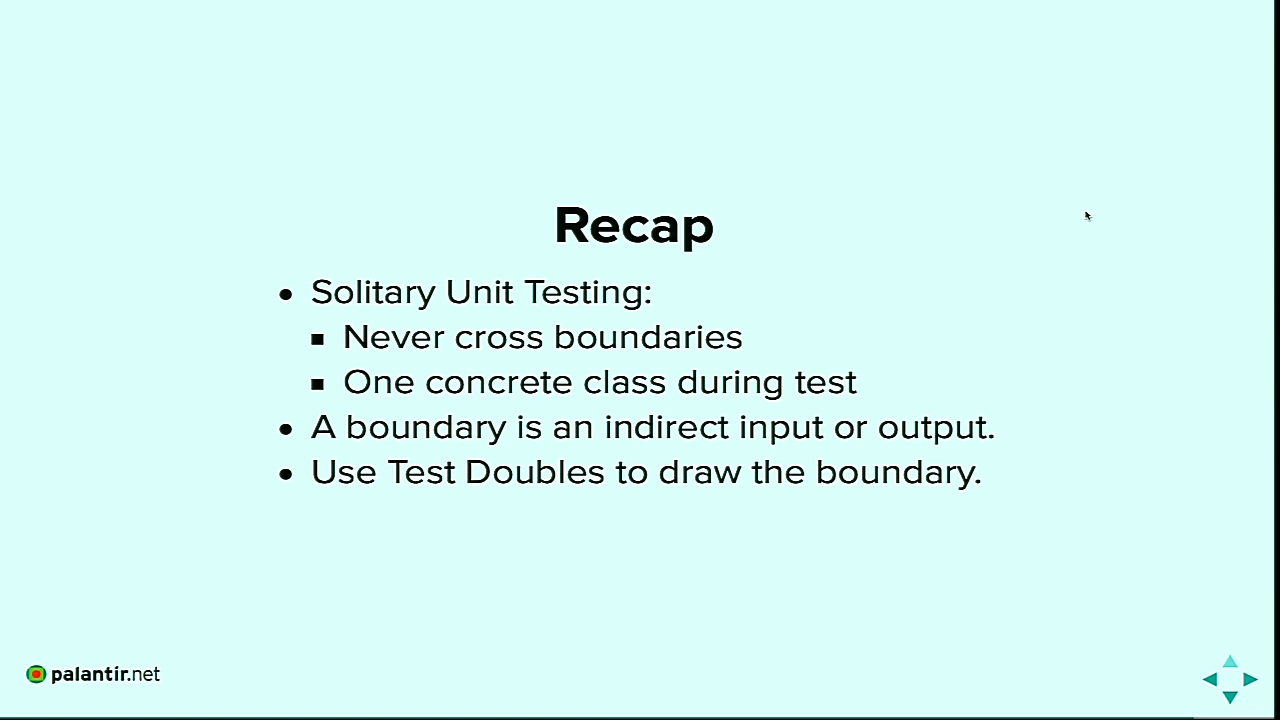 Recap
Solitary Unit Testing:
Never cross boundaries
One concrete class during test
A boundary is an indirect input or output.
Use Test Doubles to draw the boundary.
palantir.net